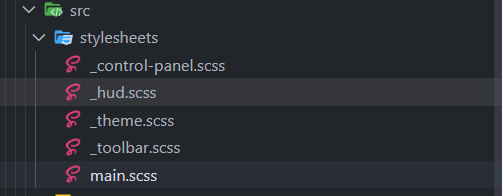 src
stylesheets
_control-panel.scss
_hud.scss
_theme.scss
_toolbar.scss
main.scss